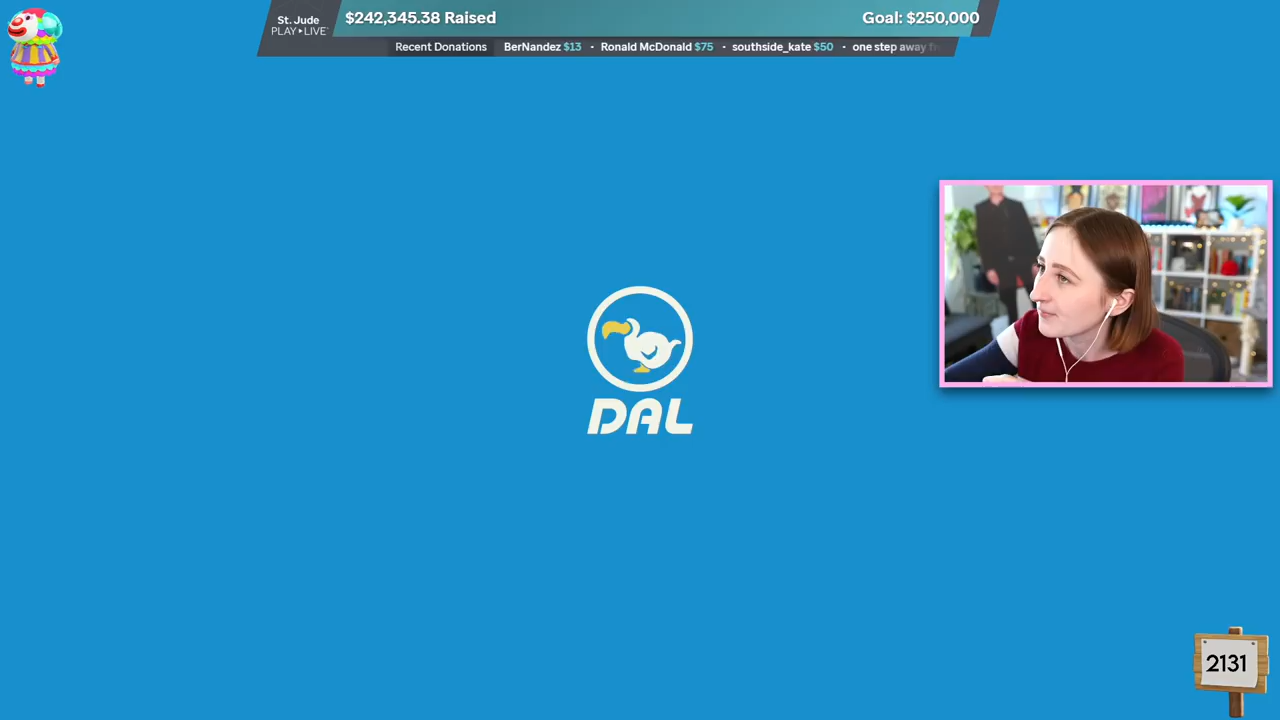 St. Jude
PLAY LIVE
$242,345.38 Raised
Goal: $250,000
Recent Donations
BerNandez $13 · Ronald McDonald $75 · southside_kate $50 · one step away
DAL
2131